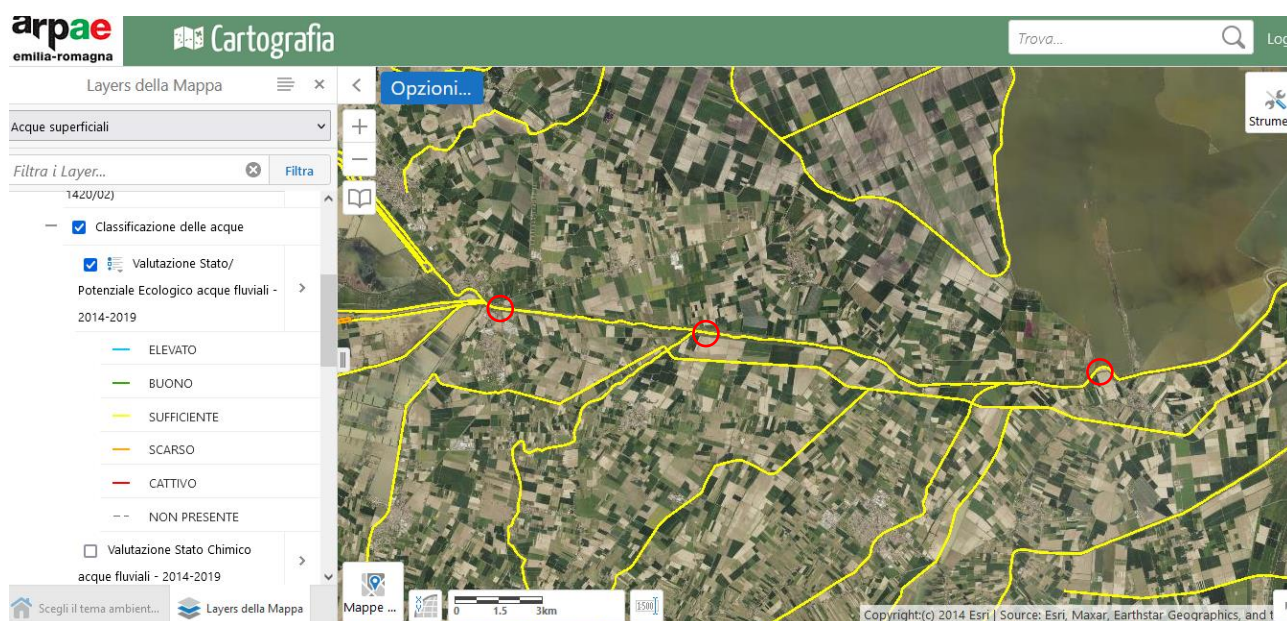 arpae
emilia-romagna
Cartografia
Trova...
Log
Layers della Mappa
Opzioni...
Strume
Acque superficiali
Filtra i Layer...
Filtra
1420/02)
Classificazione delle acque
Valutazione Stato/
Potenziale Ecologico acque fluviali -
2014-2019
ELEVATO
BUONO
SUFFICIENTE
SCARSO
CATTIVO
NON PRESENTE
Valutazione Stato Chimico
acque fluviali - 2014-2019
Scegli il tema ambient...
Layers della Mappa
Mappe ...
0 1.5 3km
1:500
Copyright:(c) 2014 Esri | Source: Esri, Maxar, Earthstar Geographics, and t